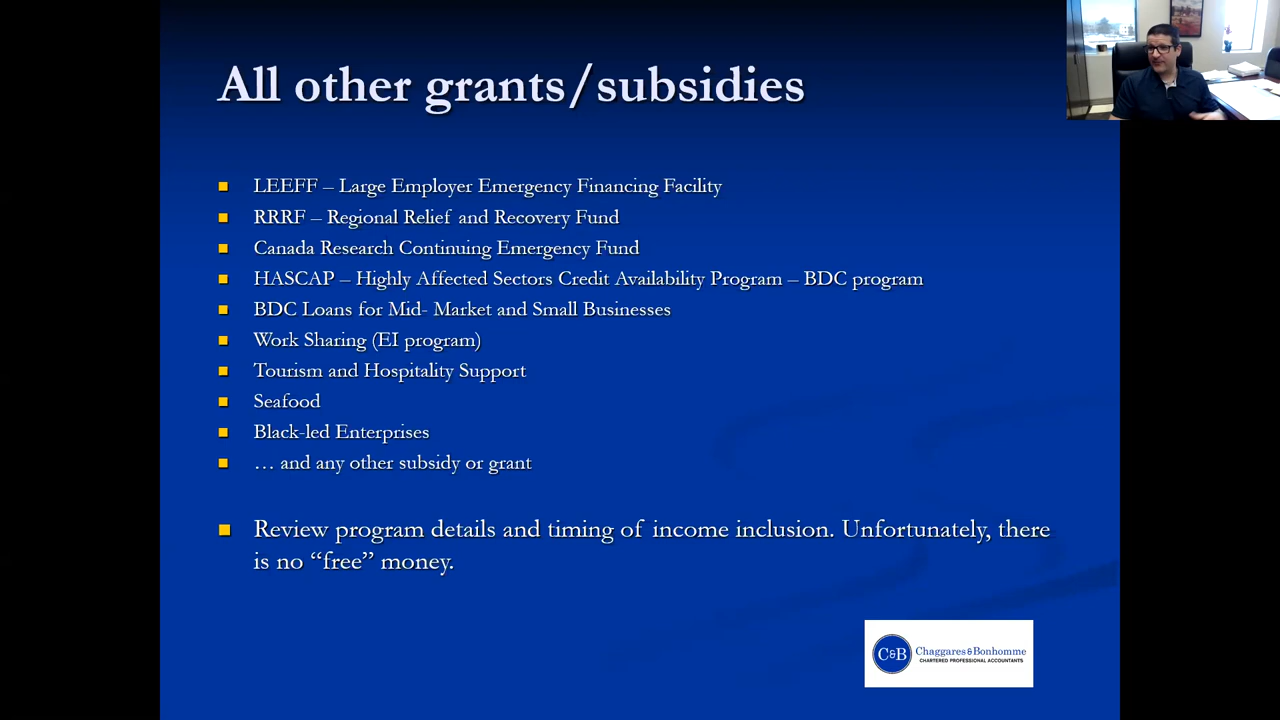 All other grants/subsidies
LEEFF – Large Employer Emergency Financing Facility
RRRF – Regional Relief and Recovery Fund
Canada Research Continuing Emergency Fund
HASCAP – Highly Affected Sectors Credit Availability Program – BDC program
BDC Loans for Mid- Market and Small Businesses
Work Sharing (EI program)
Tourism and Hospitality Support
Seafood
Black-led Enterprises
… and any other subsidy or grant
Review program details and timing of income inclusion. Unfortunately, there
is no “free” money.
C&B
Chaggares&Bonhomme
CHARTERED PROFESSIONAL ACCOUNTANTS